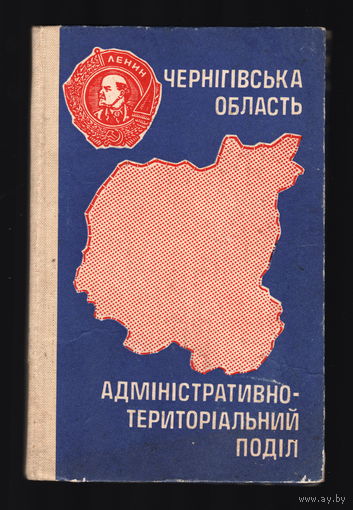 ЛЕНИН
ЧЕРНІГІВСЬКА
ОБЛАСТЬ
АДМІНІСТРАТИВНО-
ТЕРИТОРІАЛЬНИЙ
ПОДІЛ
www.ay.by